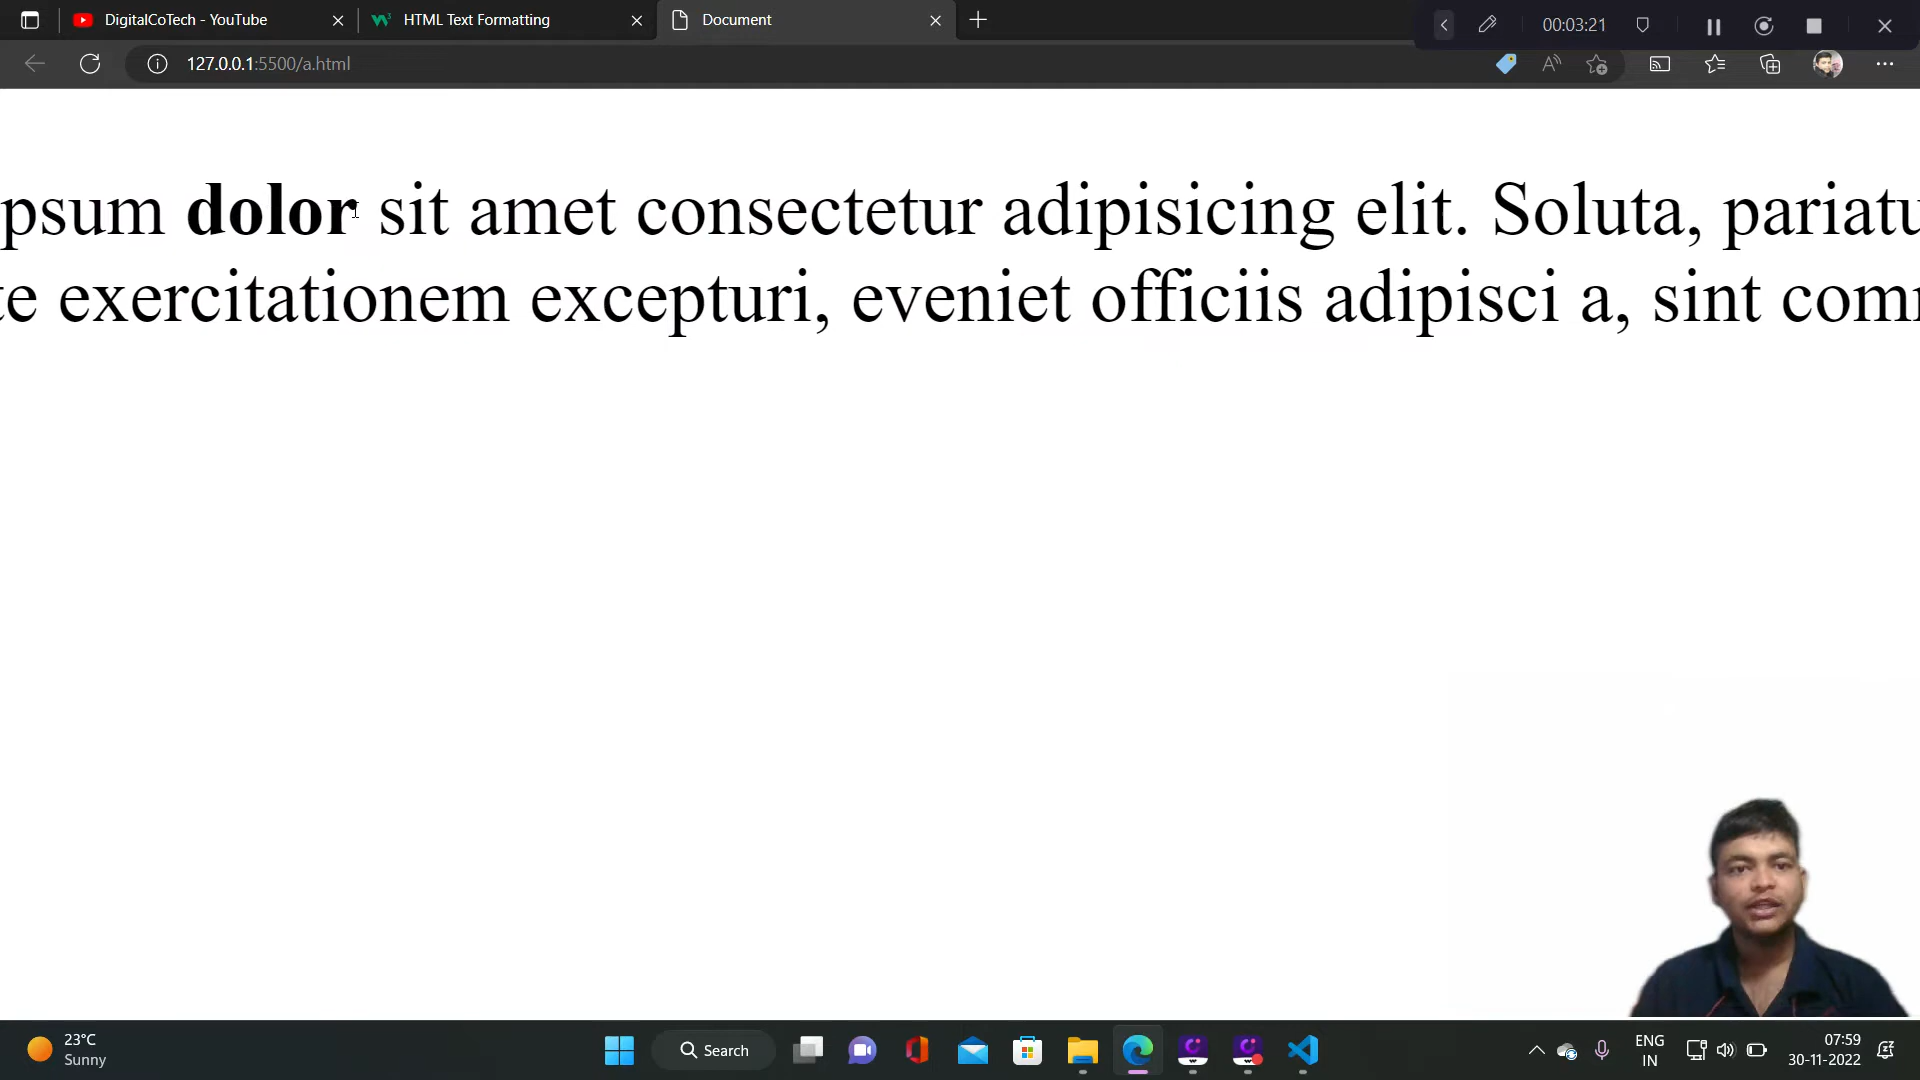 DigitalCoTech - YouTube
HTML Text Formatting
Document
00:03:21
127.0.0.1:5500/a.html
psum dolor sit amet consectetur adipisicing elit. Soluta, pariatu
te exercitationem excepturi, eveniet officiis adipisci a, sint com
23°C
Sunny
Search
ENG
IN
07:59
30-11-2022